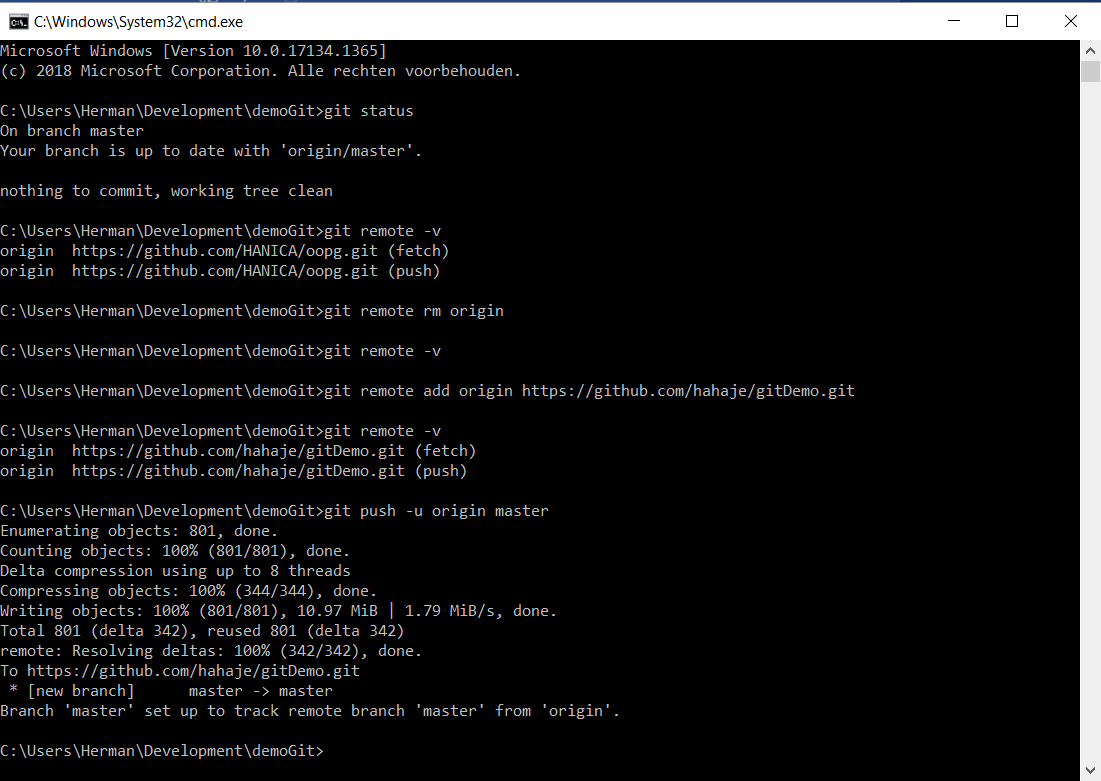 C:\Windows\System32\cmd.exe
Microsoft Windows [Version 10.0.17134.1365]
(c) 2018 Microsoft Corporation. Alle rechten voorbehouden.
C:\Users\Herman\Development\demoGit>git status
On branch master
Your branch is up to date with 'origin/master'.
nothing to commit, working tree clean
C:\Users\Herman\Development\demoGit>git remote -v
origin  https://github.com/HANICA/oopg.git (fetch)
origin  https://github.com/HANICA/oopg.git (push)
C:\Users\Herman\Development\demoGit>git remote rm origin
C:\Users\Herman\Development\demoGit>git remote -v
C:\Users\Herman\Development\demoGit>git remote add origin https://github.com/hahaje/gitDemo.git
C:\Users\Herman\Development\demoGit>git remote -v
origin  https://github.com/hahaje/gitDemo.git (fetch)
origin  https://github.com/hahaje/gitDemo.git (push)
C:\Users\Herman\Development\demoGit>git push -u origin master
Enumerating objects: 801, done.
Counting objects: 100% (801/801), done.
Delta compression using up to 8 threads
Compressing objects: 100% (344/344), done.
Writing objects: 100% (801/801), 10.97 MiB | 1.79 MiB/s, done.
Total 801 (delta 342), reused 801 (delta 342)
remote: Resolving deltas: 100% (342/342), done.
To https://github.com/hahaje/gitDemo.git
 * [new branch]      master -> master
Branch 'master' set up to track remote branch 'master' from 'origin'.
C:\Users\Herman\Development\demoGit>